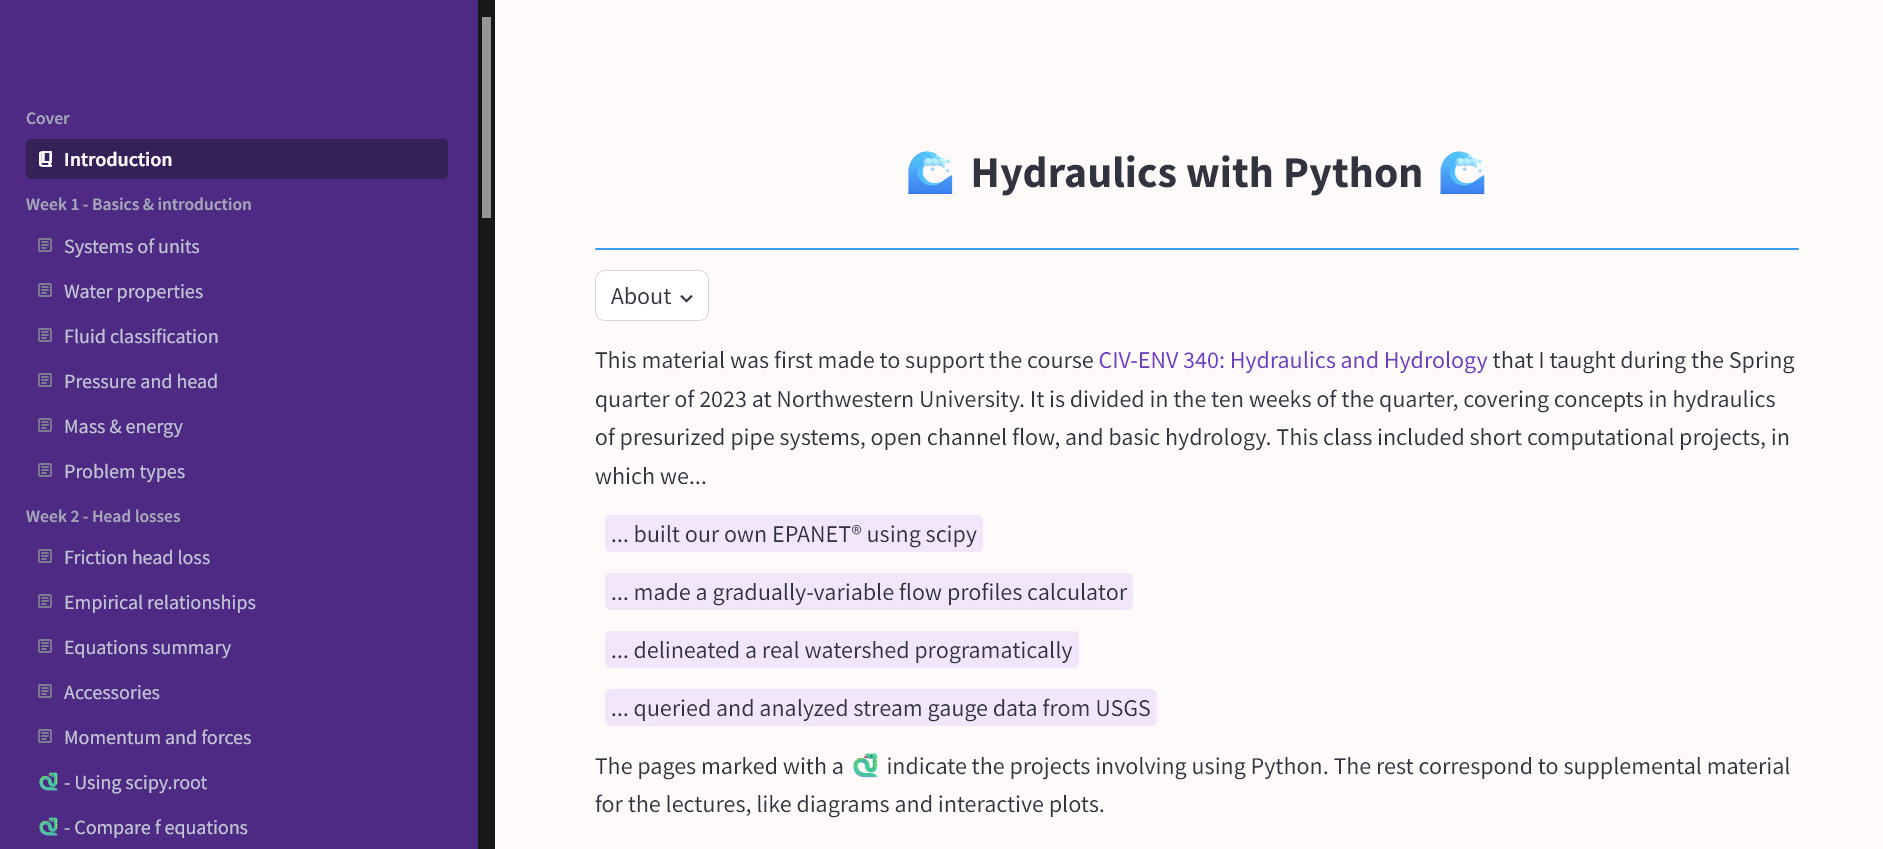 Cover
Introduction
Week 1 - Basics & introduction
Systems of units
Water properties
Fluid classification
Pressure and head
Mass & energy
Problem types
Week 2 - Head losses
Friction head loss
Empirical relationships
Equations summary
Accessories
Momentum and forces
- Using scipy.root
- Compare f equations
Hydraulics with Python
About
This material was first made to support the course CIV-ENV 340: Hydraulics and Hydrology that I taught during the Spring
quarter of 2023 at Northwestern University. It is divided in the ten weeks of the quarter, covering concepts in hydraulics
of presurized pipe systems, open channel flow, and basic hydrology. This class included short computational projects, in
which we...
... built our own EPANET® using scipy
... made a gradually-variable flow profiles calculator
... delineated a real watershed programatically
... queried and analyzed stream gauge data from USGS
The pages marked with a 🐍 indicate the projects involving using Python. The rest correspond to supplemental material
for the lectures, like diagrams and interactive plots.